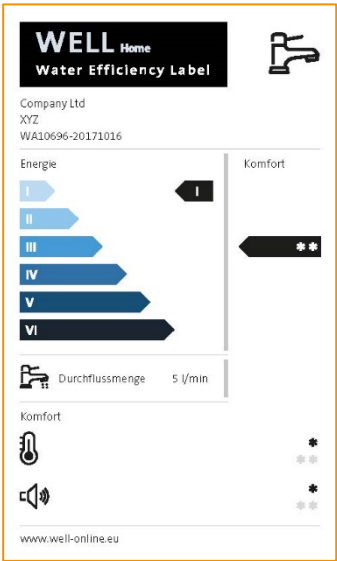 WELL Home
Water Efficiency Label
Company Ltd
XYZ
WA10696-20171016
Energie
Komfort
I
I
II
III
**
IV
V
VI
Durchflussmenge 5 l/min
Komfort
*
**
*
**
www.well-online.eu